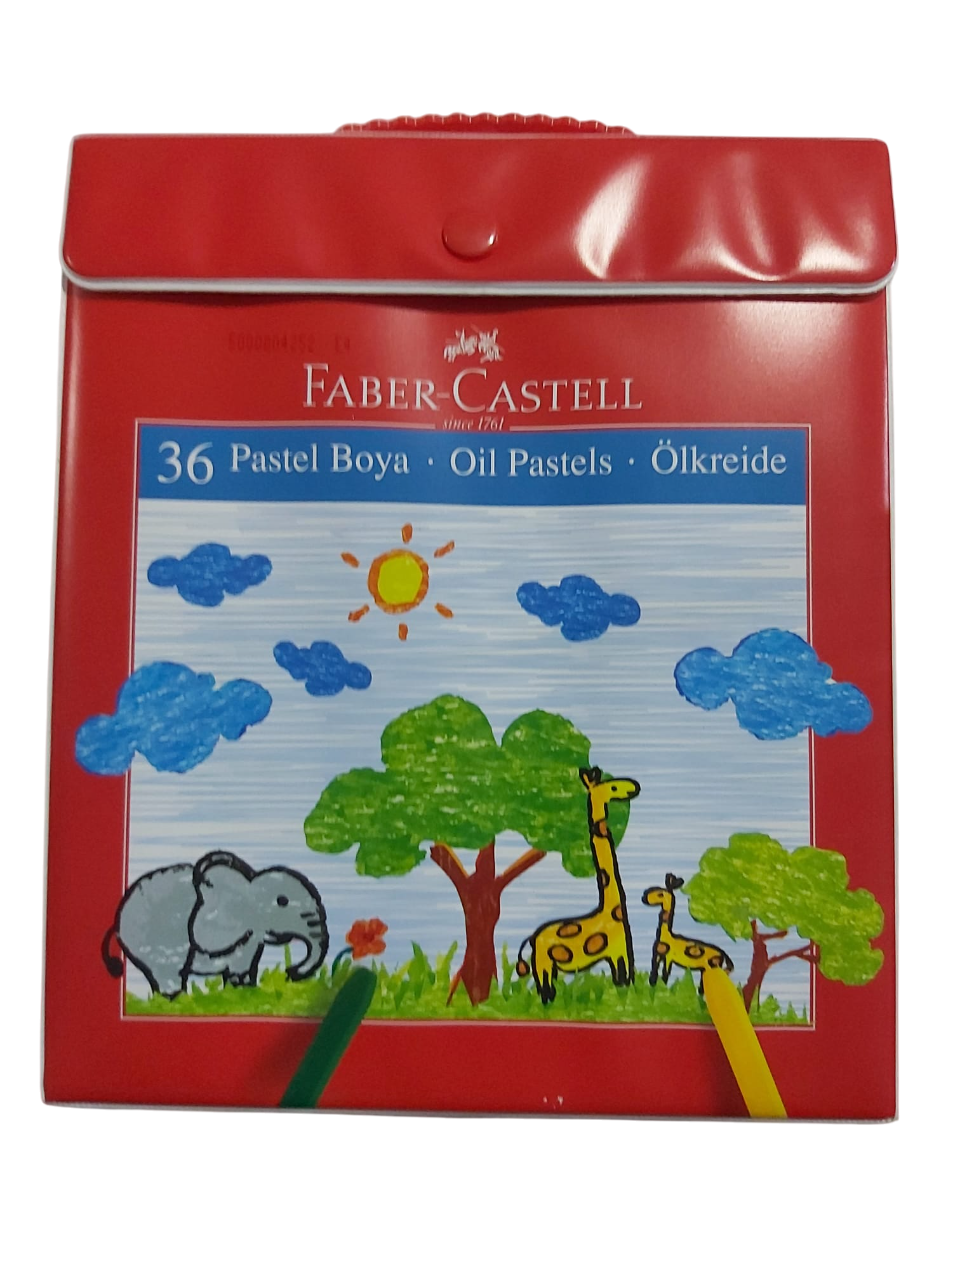 FABER-CASTELL
since 1761
36 Pastel Boya · Oil Pastels · Ölkreide